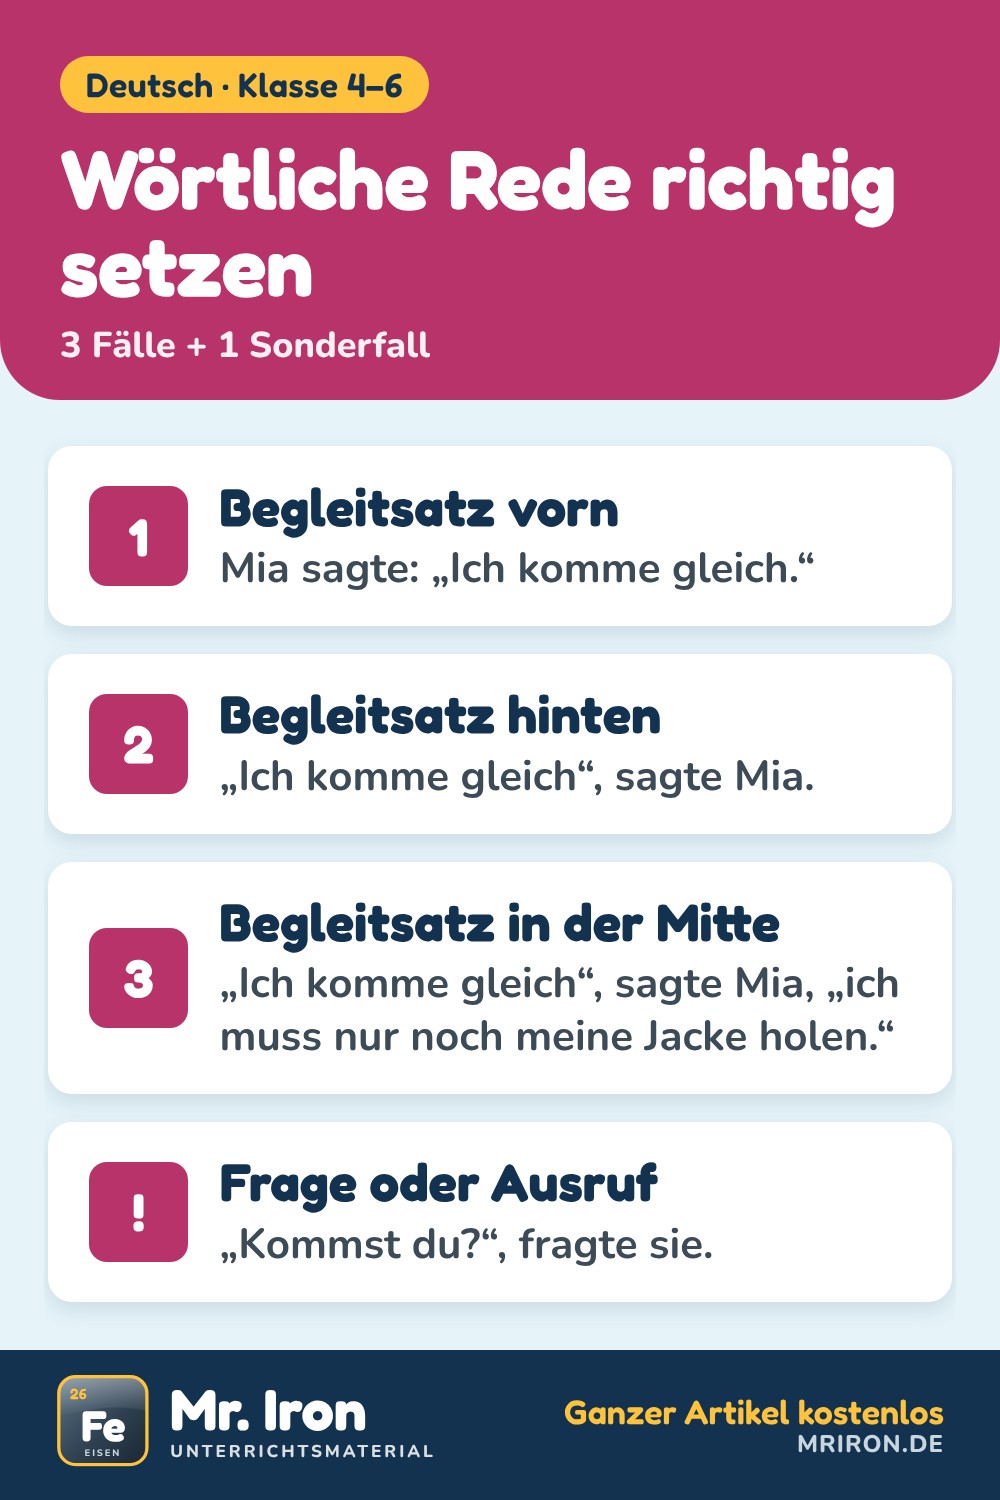 Deutsch · Klasse 4–6
Wörtliche Rede richtig
setzen
3 Fälle + 1 Sonderfall
1
Begleitsatz vorn
Mia sagte: „Ich komme gleich.“
2
Begleitsatz hinten
„Ich komme gleich“, sagte Mia.
3
Begleitsatz in der Mitte
„Ich komme gleich“, sagte Mia, „ich
muss nur noch meine Jacke holen.“
!
Frage oder Ausruf
„Kommst du?“, fragte sie.
26
Fe
EISEN
Mr. Iron
UNTERRICHTSMATERIAL
Ganzer Artikel kostenlos
MRIRON.DE